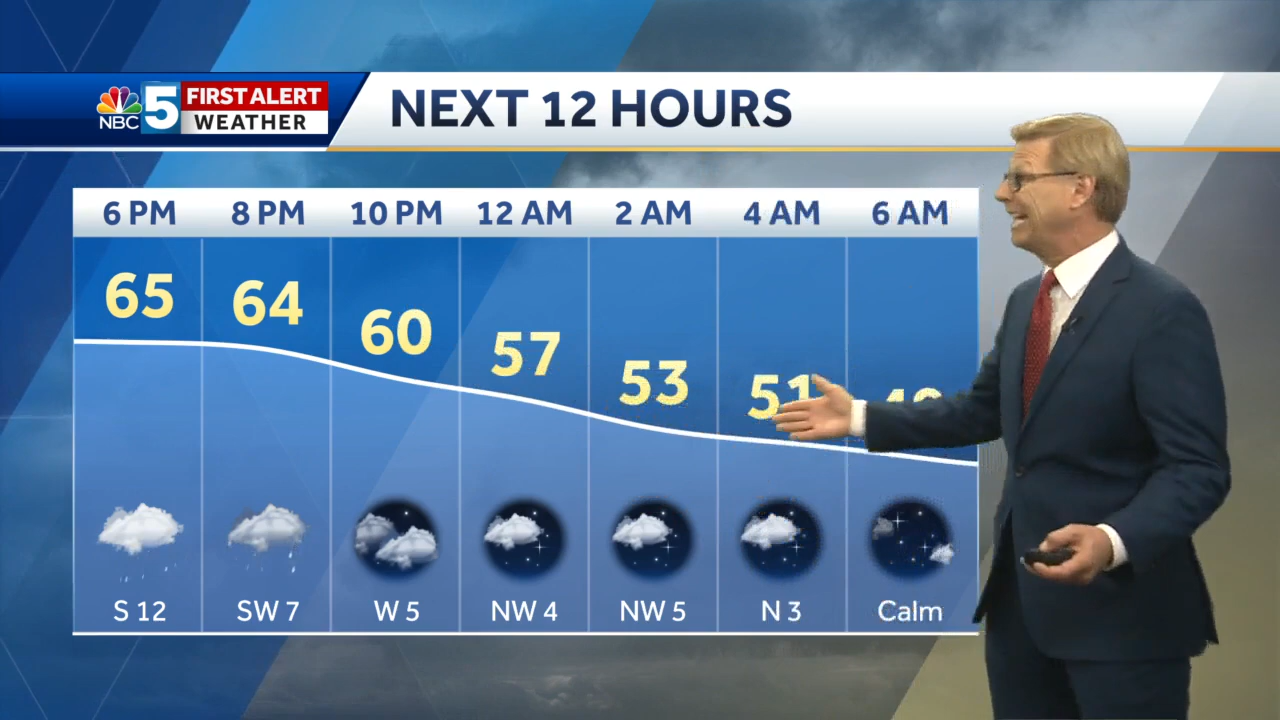 NBC 5 FIRST ALERT
WEATHER
NEXT 12 HOURS
6 PM 8 PM 10 PM 12 AM 2 AM 4 AM 6 AM
65 64 60 57 53 51
S 12 SW 7 W 5 NW 4 NW 5 N 3 Calm